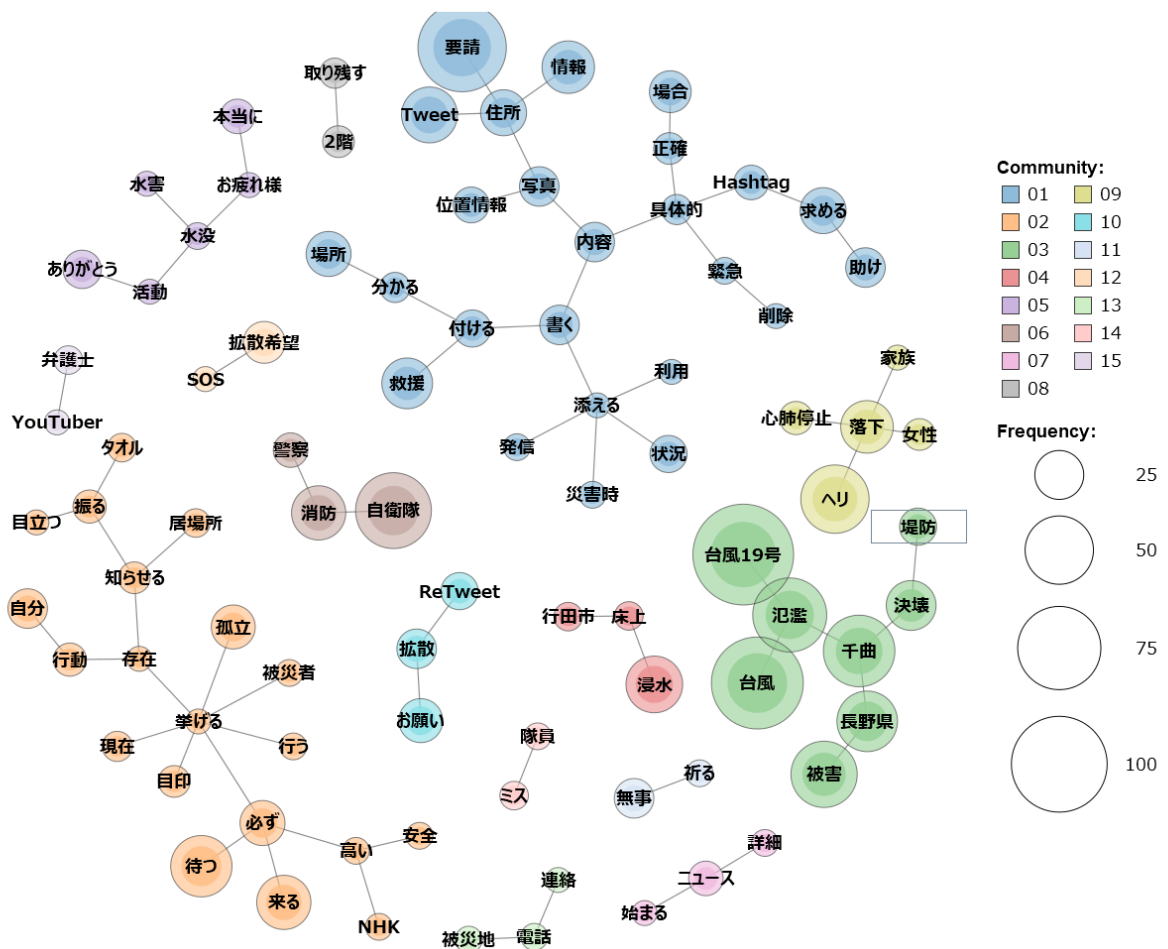 要請
情報
取り残す
場合
Tweet
住所
本当に
2階
正確
水害
お疲れ様
写真
Hashtag
位置情報
具体的
求める
水没
内容
場所
助け
ありがとう
活動
分かる
緊急
付ける
書く
削除
拡散希望
弁護士
SOS
救援
利用
家族
YouTuber
添える
心肺停止
落下
女性
タオル
警察
発信
状況
振る
目立つ
居場所
消防
自衛隊
災害時
ヘリ
堤防
台風19号
知らせる
ReTweet
自分
孤立
行田市
床上
氾濫
決壊
行動
存在
拡散
千曲
被災者
浸水
台風
挙げる
お願い
長野県
現在
行う
隊員
目印
ミス
無事
祈る
被害
必ず
高い
安全
詳細
待つ
来る
連絡
ニュース
NHK
被災地
電話
始まる
Community:
01
09
02
10
03
11
04
12
05
13
06
14
07
15
08
Frequency:
25
50
75
100